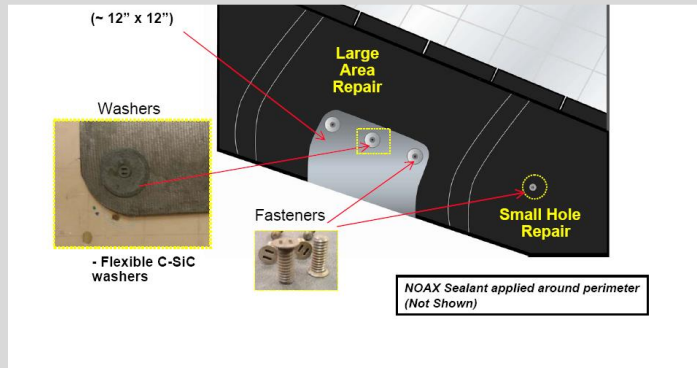 (~ 12” x 12”)
Large
Area
Repair
Washers
Fasteners
Small Hole
Repair
- Flexible C-SiC
washers
NOAX Sealant applied around perimeter
(Not Shown)